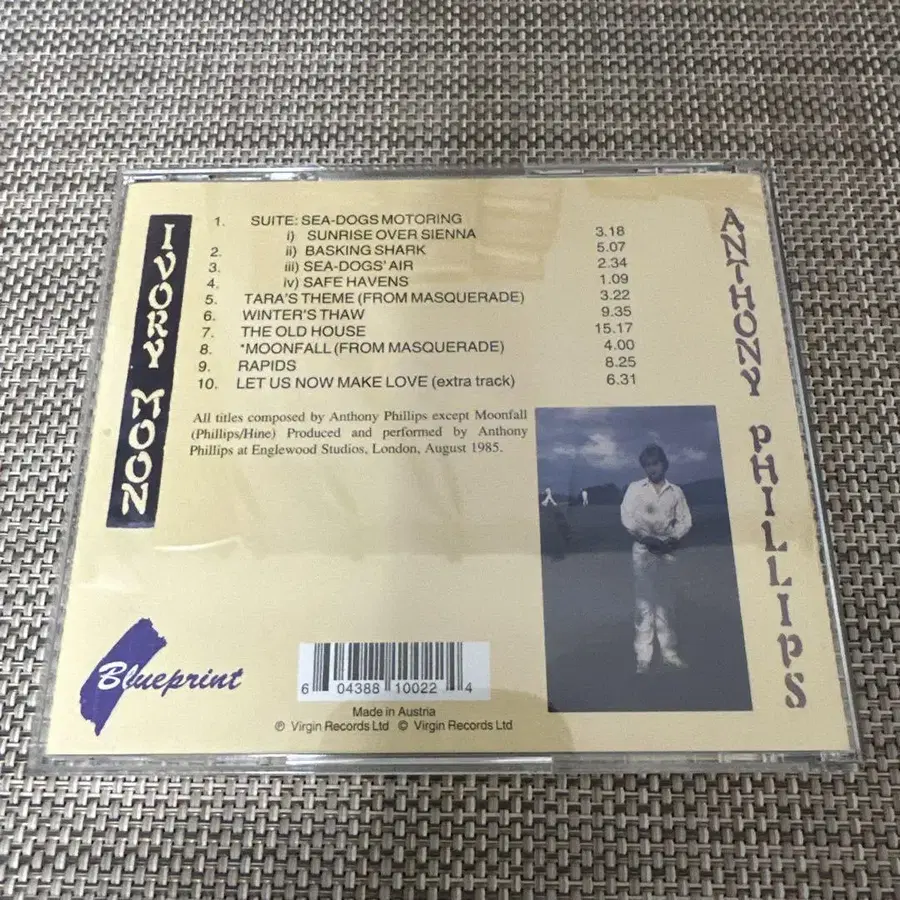 IVORY MOON
1. SUITE: SEA-DOGS MOTORING
i) SUNRISE OVER SIENNA 3.18
2. ii) BASKING SHARK 5.07
3. iii) SEA-DOGS' AIR 2.34
4. iv) SAFE HAVENS 1.09
5. TARA'S THEME (FROM MASQUERADE) 3.22
6. WINTER'S THAW 9.35
7. THE OLD HOUSE 15.17
8. *MOONFALL (FROM MASQUERADE) 4.00
9. RAPIDS 8.25
10. LET US NOW MAKE LOVE (extra track) 6.31
All titles composed by Anthony Phillips except Moonfall
(Phillips/Hine) Produced and performed by Anthony
Phillips at Englewood Studios, London, August 1985.
ANTHONY PHILLIPS
Blueprint
6 04388 10022 4
Made in Austria
℗ Virgin Records Ltd © Virgin Records Ltd